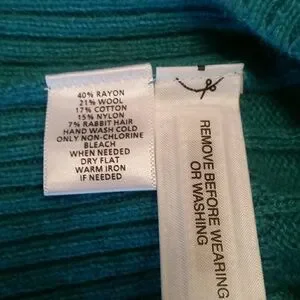 40% RAYON
21% WOOL
17% COTTON
15% NYLON
7% RABBIT HAIR
HAND WASH COLD
ONLY NON-CHLORINE
BLEACH
WHEN NEEDED
DRY FLAT
WARM IRON
IF NEEDED
REMOVE BEFORE WEARING
OR WASHING